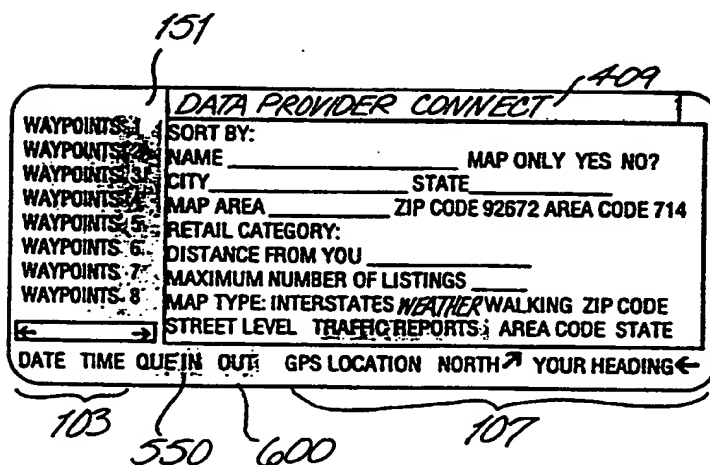 151
409
DATA PROVIDER CONNECT
WAYPOINTS 1
WAYPOINTS 2
WAYPOINTS 3
WAYPOINTS 4
WAYPOINTS 5
WAYPOINTS 6
WAYPOINTS 7
WAYPOINTS 8
SORT BY:
NAME MAP ONLY YES NO?
CITY STATE
MAP AREA ZIP CODE 92672 AREA CODE 714
RETAIL CATEGORY:
DISTANCE FROM YOU
MAXIMUM NUMBER OF LISTINGS
MAP TYPE: INTERSTATES WEATHER WALKING ZIP CODE
STREET LEVEL TRAFFIC REPORTS AREA CODE STATE
DATE TIME QUE IN OUT GPS LOCATION NORTH↗ YOUR HEADING←
103
550
600
107